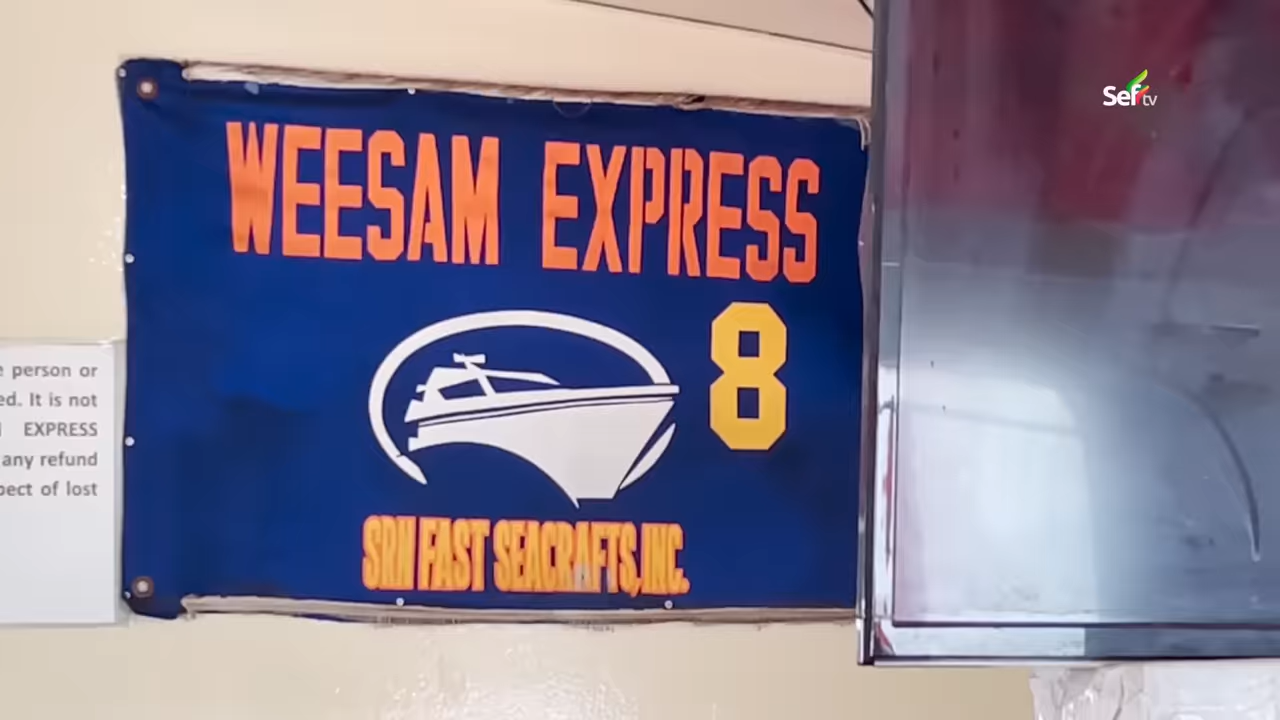 WEESAM EXPRESS
8
SRN FAST SEACRAFTS, INC.
e person or
ed. It is not
EXPRESS
any refund
pect of lost
Sef tv